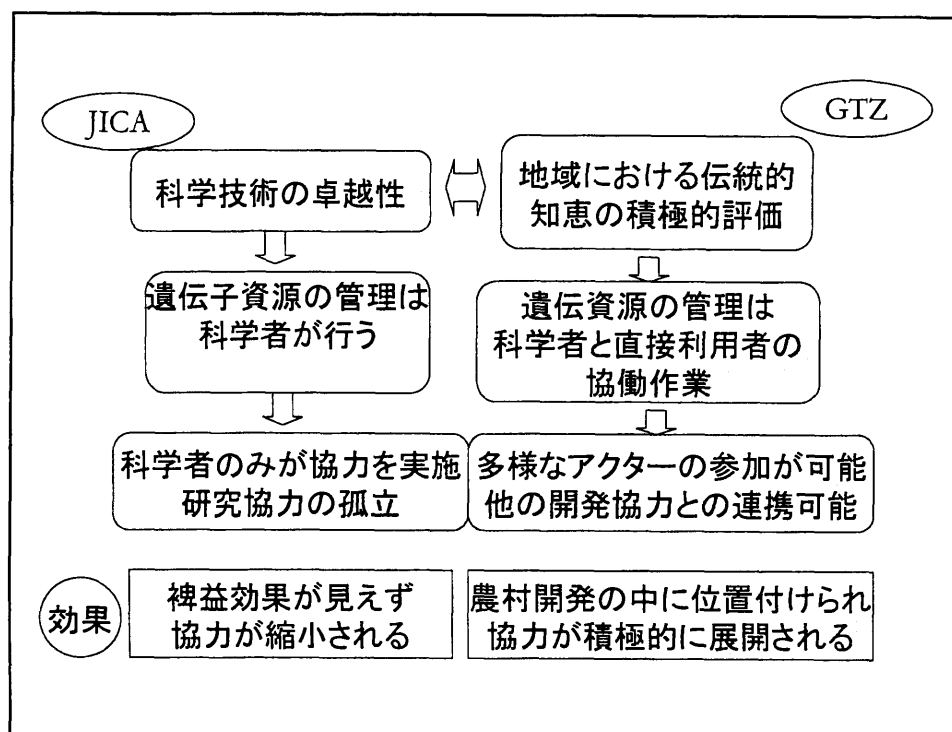 JICA
GTZ
科学技術の卓越性
地域における伝統的
知恵の積極的評価
遺伝子資源の管理は
科学者が行う
遺伝資源の管理は
科学者と直接利用者の
協働作業
科学者のみが協力を実施
研究協力の孤立
多様なアクターの参加が可能
他の開発協力との連携可能
効果
裨益効果が見えず
協力が縮小される
農村開発の中に位置付けられ
協力が積極的に展開される